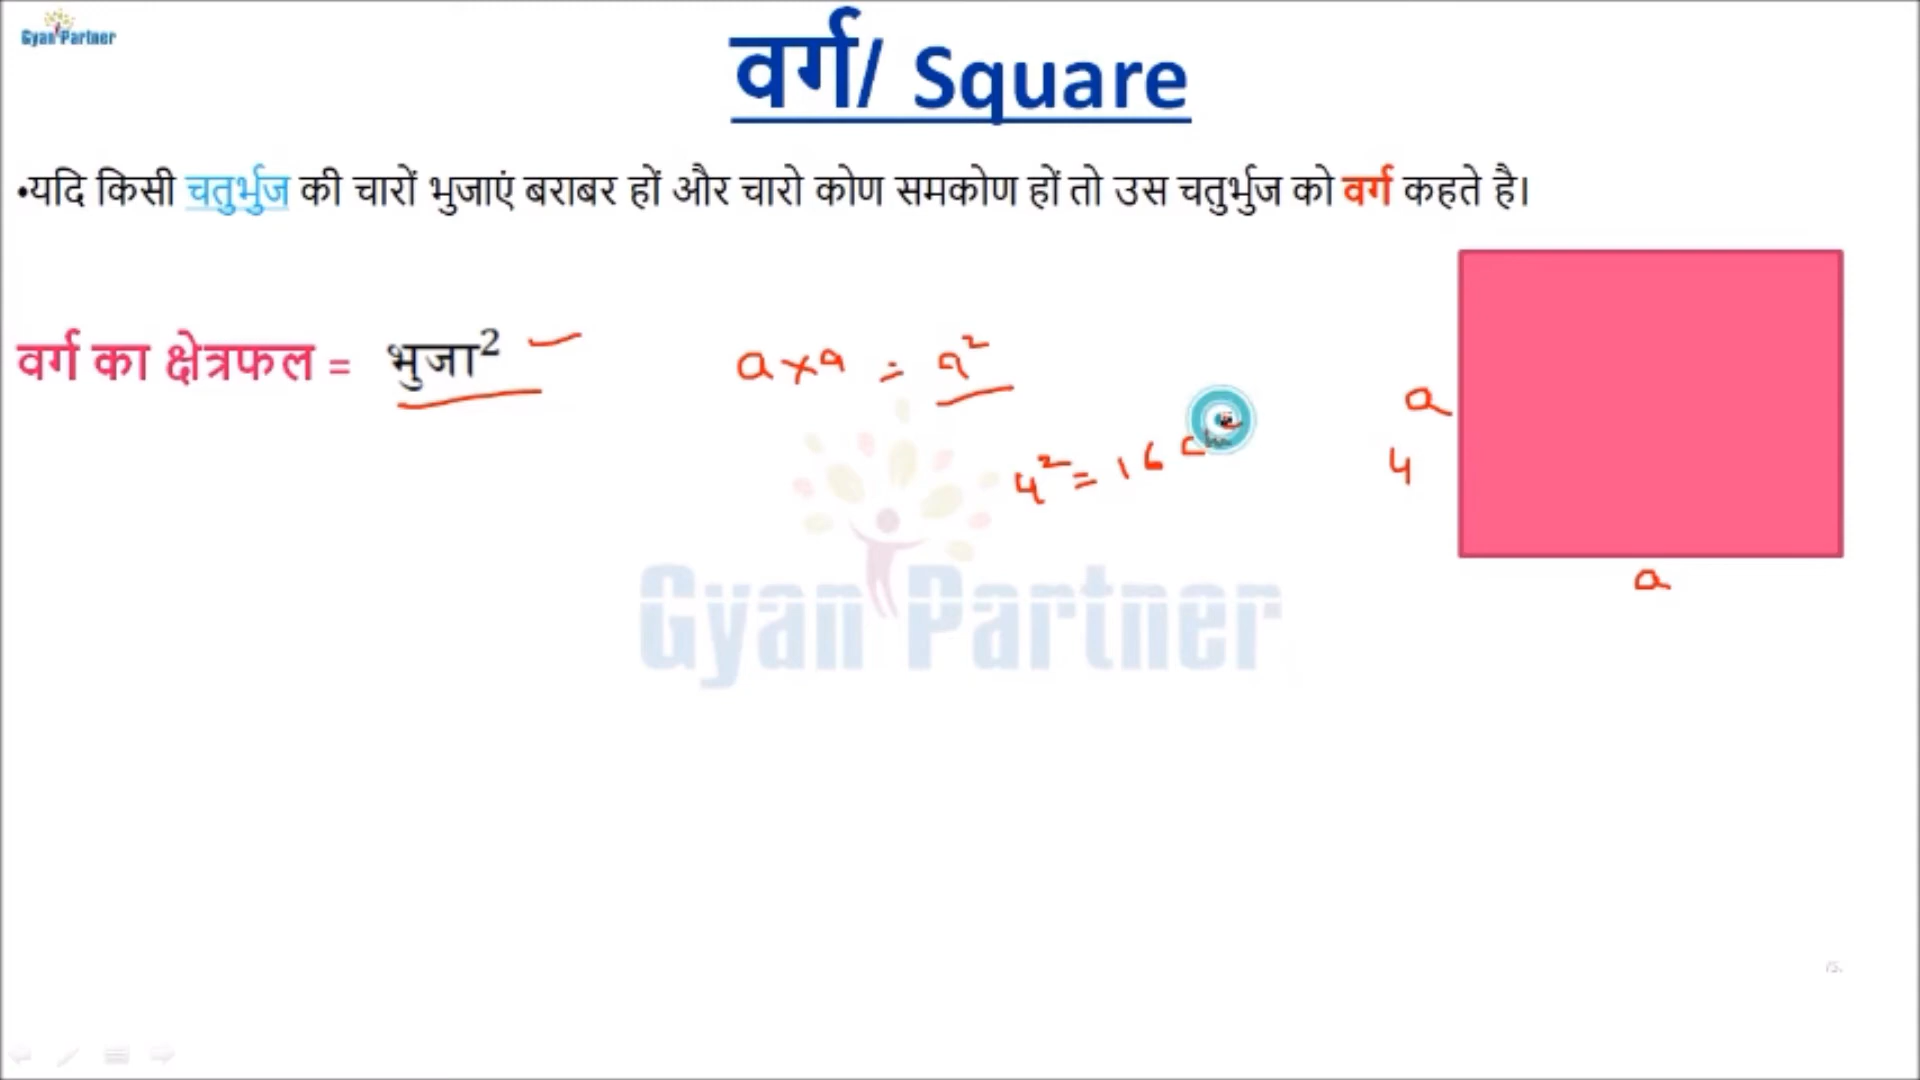 Gyan Partner
वर्ग/ Square
•यदि किसी चतुर्भुज की चारों भुजाएं बराबर हों और चारो कोण समकोण हों तो उस चतुर्भुज को वर्ग कहते है।
वर्ग का क्षेत्रफल = भुजा²
a×a = a²
4² = 16
a
4
a
Gyan Partner